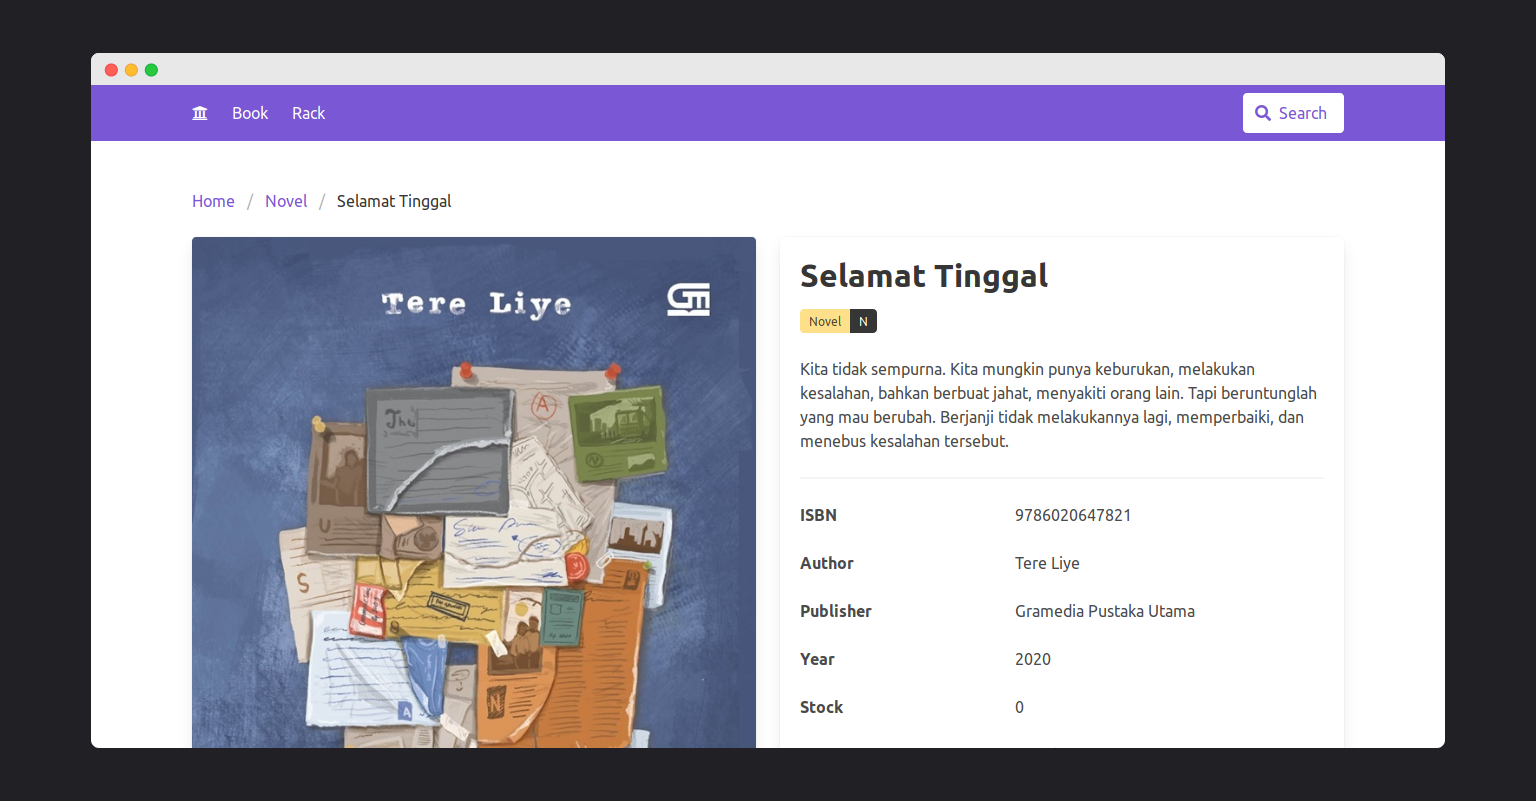 Book Rack Search
Home / Novel / Selamat Tinggal
Tere Liye
GM
The
A
N
U
S
N
A
Selamat Tinggal
Novel N
Kita tidak sempurna. Kita mungkin punya keburukan, melakukan
kesalahan, bahkan berbuat jahat, menyakiti orang lain. Tapi beruntunglah
yang mau berubah. Berjanji tidak melakukannya lagi, memperbaiki, dan
menebus kesalahan tersebut.
ISBN 9786020647821
Author Tere Liye
Publisher Gramedia Pustaka Utama
Year 2020
Stock 0